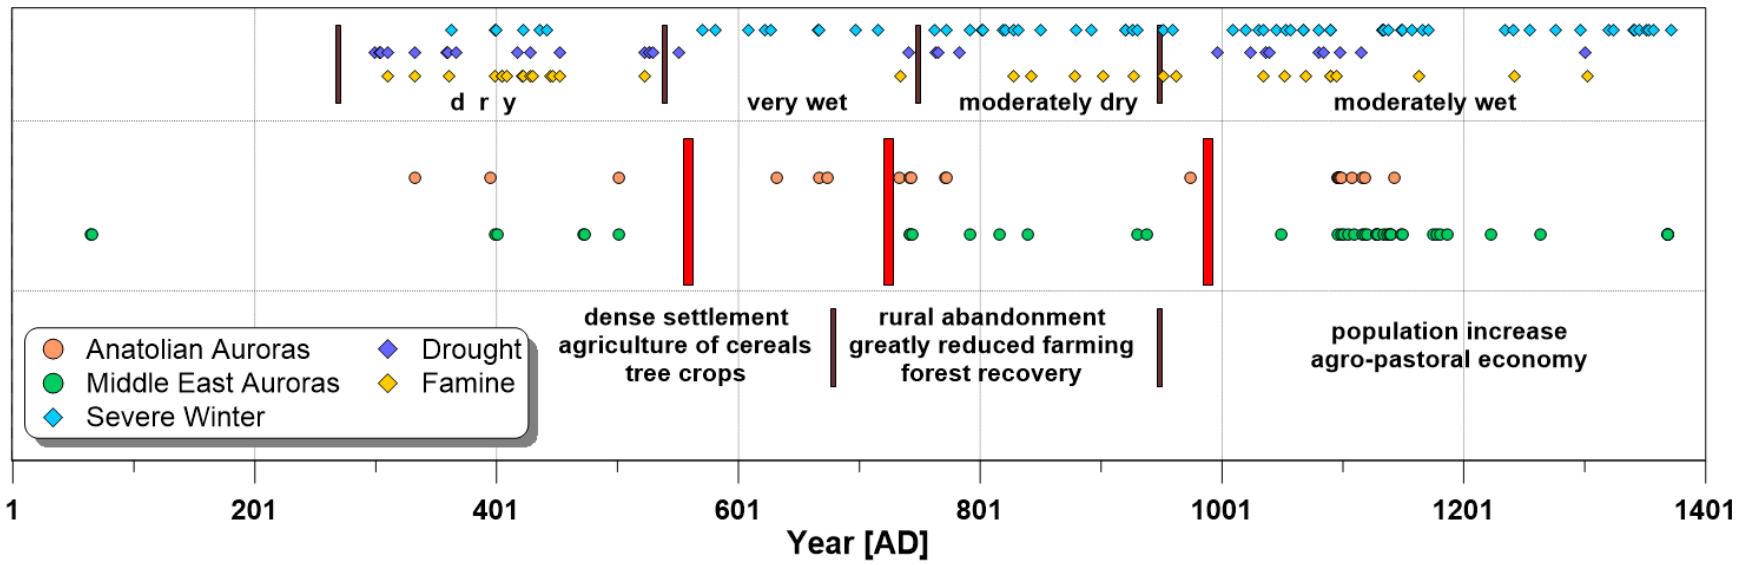 d r y
very wet
moderately dry
moderately wet
dense settlement
agriculture of cereals
tree crops
rural abandonment
greatly reduced farming
forest recovery
population increase
agro-pastoral economy
Anatolian Auroras
Middle East Auroras
Severe Winter
Drought
Famine
1 201 401 601 801 1001 1201 1401
Year [AD]